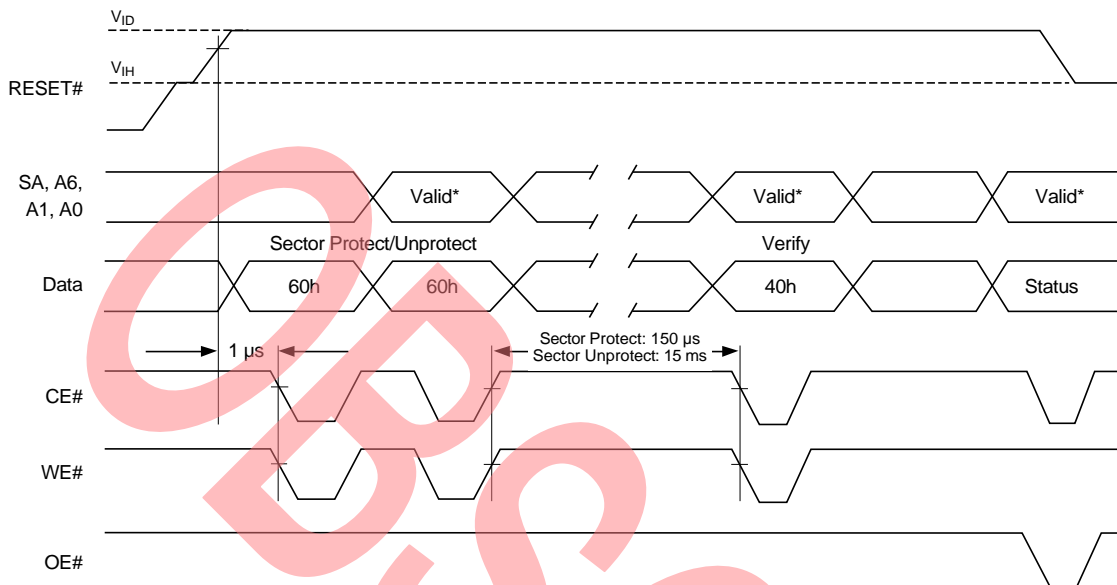 VID
VIH
RESET#
SA, A6,
A1, A0
Valid*
Valid*
Valid*
Sector Protect/Unprotect
Verify
Data
60h
60h
40h
Status
1 µs
Sector Protect: 150 µs
Sector Unprotect: 15 ms
CE#
WE#
OE#